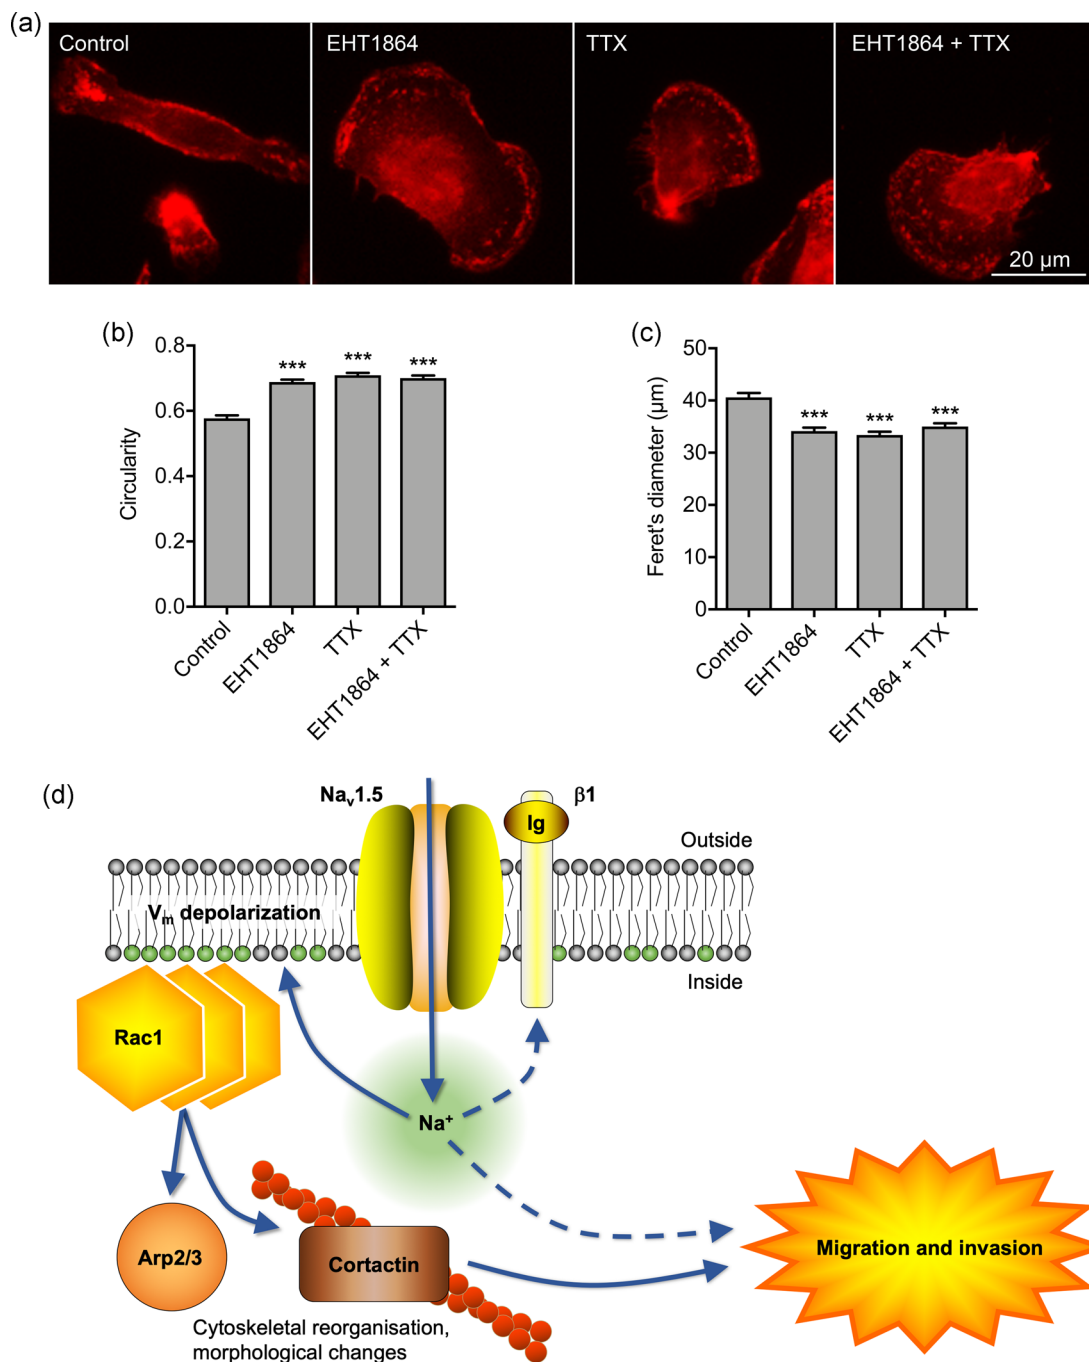 (a)
Control
EHT1864
TTX
EHT1864 + TTX
20 µm
(b)
Circularity
0.8
0.6
0.4
0.2
0.0
***
***
***
Control
EHT1864
TTX
EHT1864 + TTX
(c)
Feret's diameter (µm)
50
40
30
20
10
0
***
***
***
Control
EHT1864
TTX
EHT1864 + TTX
(d)
Naᵥ1.5
β1
Ig
Outside
Vₘ depolarization
Inside
Rac1
Na⁺
Arp2/3
Cortactin
Migration and invasion
Cytoskeletal reorganisation,
morphological changes